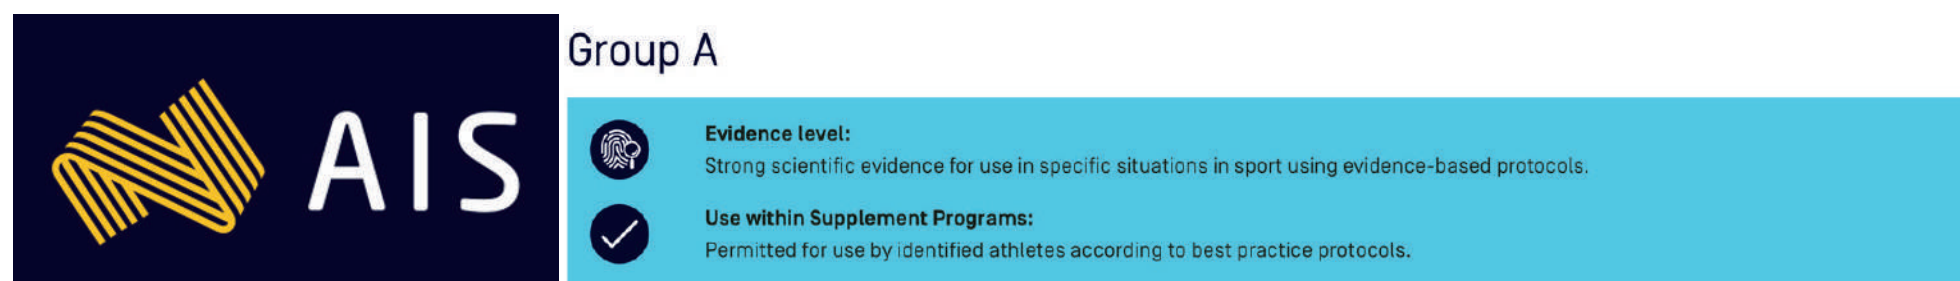 AIS
Group A
Evidence level:
Strong scientific evidence for use in specific situations in sport using evidence-based protocols.
Use within Supplement Programs:
Permitted for use by identified athletes according to best practice protocols.